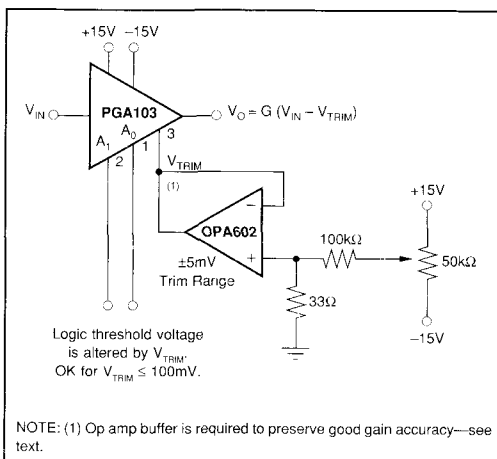 +15V
–15V
V_IN
PGA103
V_O = G (V_IN – V_TRIM)
A_1
A_0
3
1
2
V_TRIM
(1)
–
OPA602
+
±5mV
Trim Range
100kΩ
+15V
50kΩ
33Ω
–15V
Logic threshold voltage
is altered by V_TRIM.
OK for V_TRIM ≤ 100mV.
NOTE: (1) Op amp buffer is required to preserve good gain accuracy—see
text.